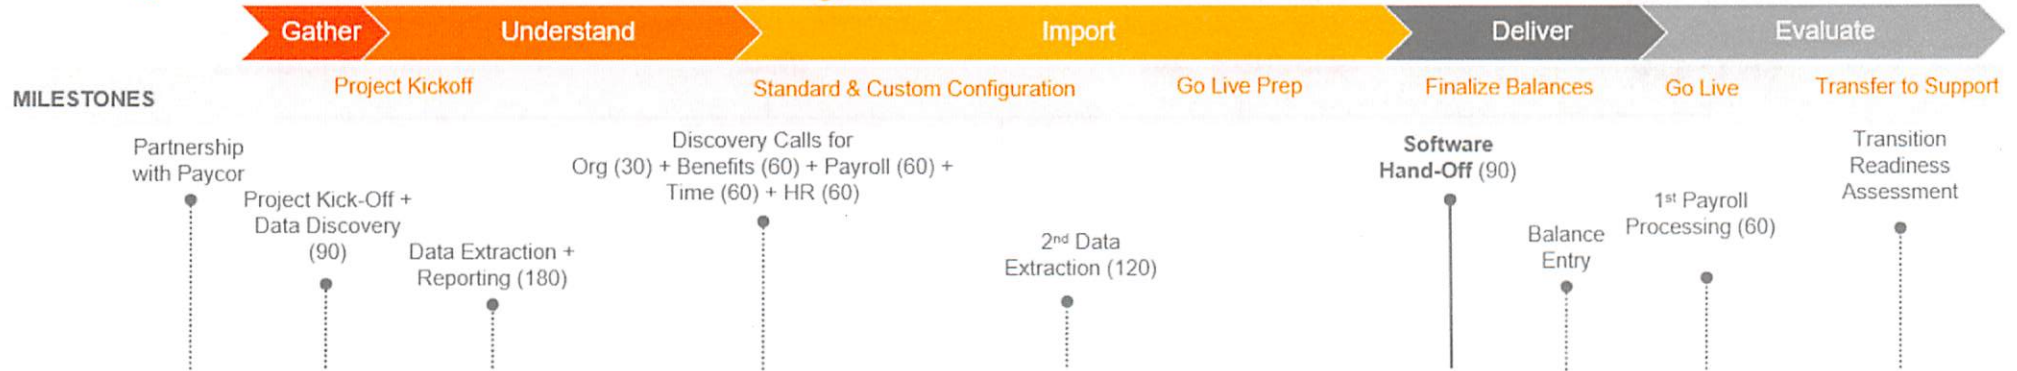 Gather
Understand
Import
Deliver
Evaluate
MILESTONES
Project Kickoff
Standard & Custom Configuration
Go Live Prep
Finalize Balances
Go Live
Transfer to Support
Partnership
with Paycor
Project Kick-Off +
Data Discovery
(90)
Data Extraction +
Reporting (180)
Discovery Calls for
Org (30) + Benefits (60) + Payroll (60) +
Time (60) + HR (60)
2nd Data
Extraction (120)
Software
Hand-Off (90)
Balance
Entry
1st Payroll
Processing (60)
Transition
Readiness
Assessment